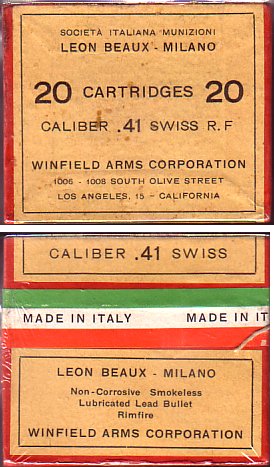 SOCIETÀ ITALIANA MUNIZIONI
LEON BEAUX - MILANO
20 CARTRIDGES 20
CALIBER .41 SWISS R.F
WINFIELD ARMS CORPORATION
1006 - 1008 SOUTH OLIVE STREET
LOS ANGELES, 15 - CALIFORNIA
CALIBER .41 SWISS
MADE IN ITALY MADE IN IT
LEON BEAUX - MILANO
Non-Corrosive Smokeless
Lubricated Lead Bullet
Rimfire
WINFIELD ARMS CORPORATION